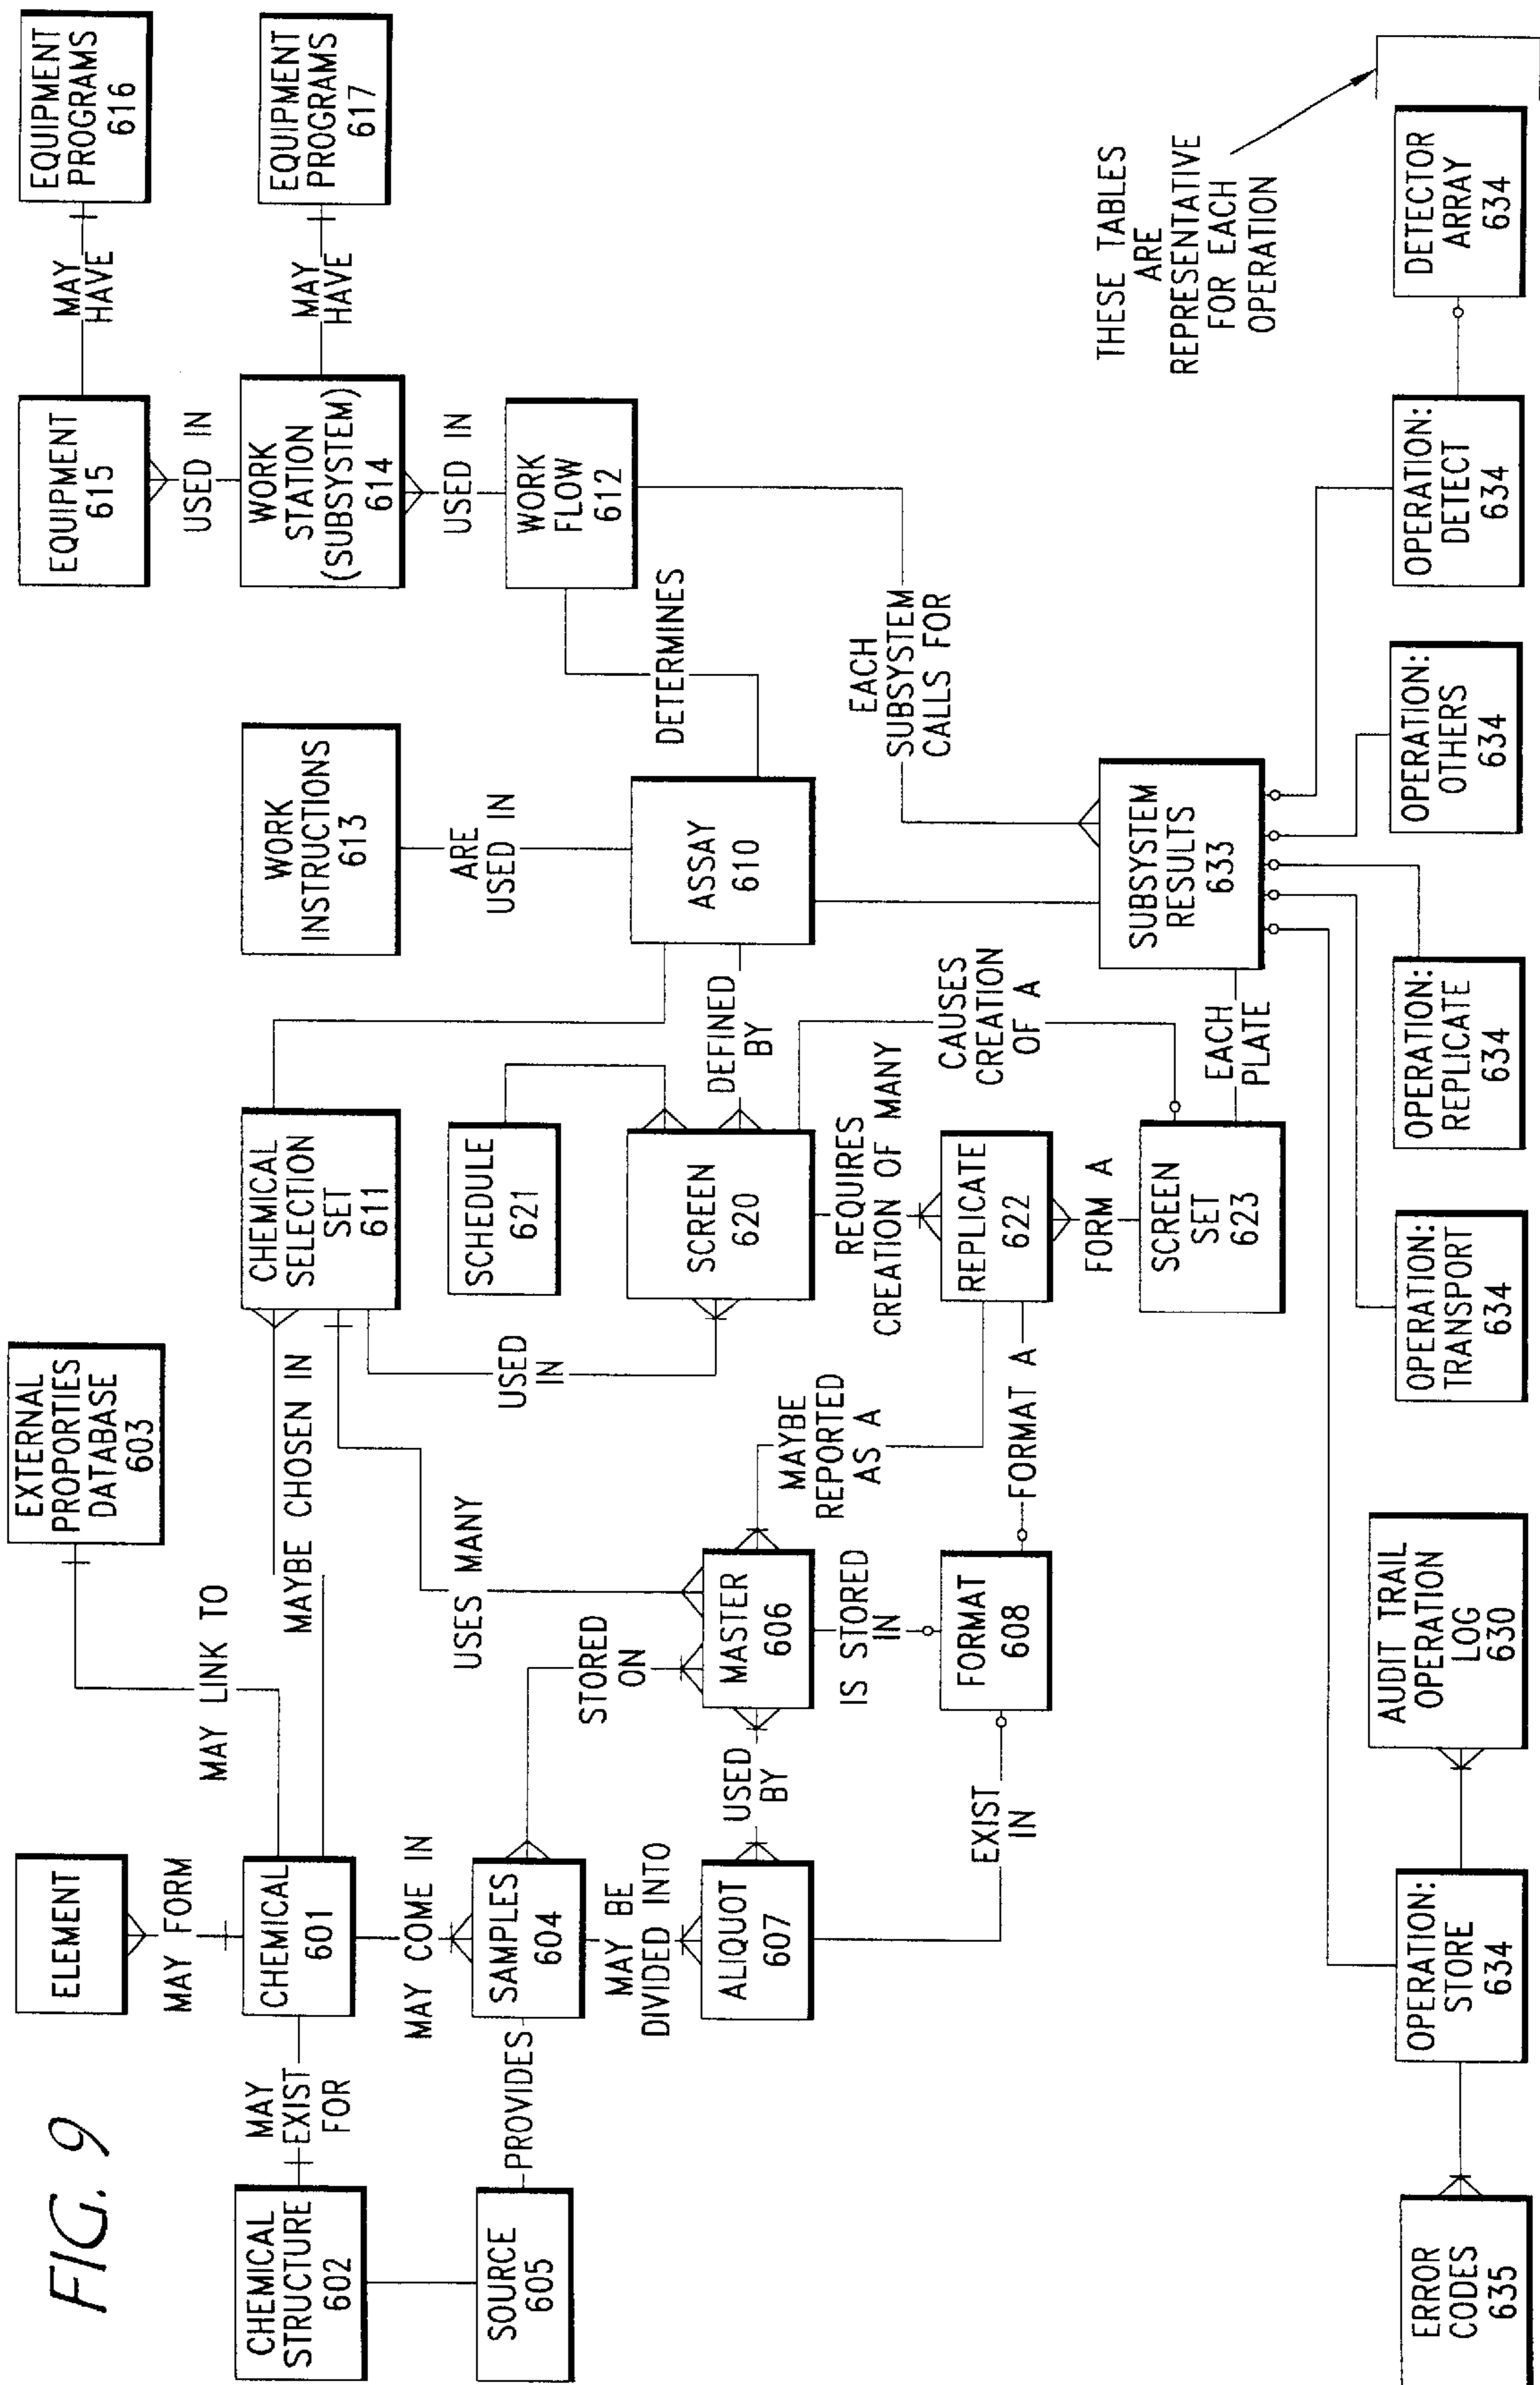 FIG. 9
ELEMENT
MAY FORM
EXTERNAL
PROPORTIES
DATABASE
603
MAY LINK TO
EQUIPMENT
615
MAY
HAVE
EQUIPMENT
PROGRAMS
616
USED IN
CHEMICAL
STRUCTURE
602
MAY
EXIST
FOR
CHEMICAL
601
MAYBE CHOSEN IN
CHEMICAL
SELECTION
SET
611
WORK
INSTRUCTIONS
613
WORK
STATION
(SUBSYSTEM)
614
MAY
HAVE
EQUIPMENT
PROGRAMS
617
MAY COME IN
USES MANY
USED
IN
SCHEDULE
621
ARE
USED IN
USED IN
SOURCE
605
PROVIDES
SAMPLES
604
STORED
ON
SCREEN
620
DEFINED
BY
ASSAY
610
DETERMINES
WORK
FLOW
612
MAY BE
DIVIDED INTO
ALIQUOT
607
USED
BY
MASTER
606
MAYBE
REPORTED
AS A
REQUIRES
CREATION OF MANY
CAUSES
CREATION
OF A
EACH
SUBSYSTEM
CALLS FOR
IS STORED
IN
EXIST
IN
FORMAT
608
FORMAT A
REPLICATE
622
FORM A
SCREEN
SET
623
EACH
PLATE
SUBSYSTEM
RESULTS
633
THESE TABLES
ARE
REPRESENTATIVE
FOR EACH
OPERATION
ERROR
CODES
635
OPERATION:
STORE
634
AUDIT TRAIL
OPERATION
LOG
630
OPERATION:
TRANSPORT
634
OPERATION:
REPLICATE
634
OPERATION:
OTHERS
634
OPERATION:
DETECT
634
DETECTOR
ARRAY
634